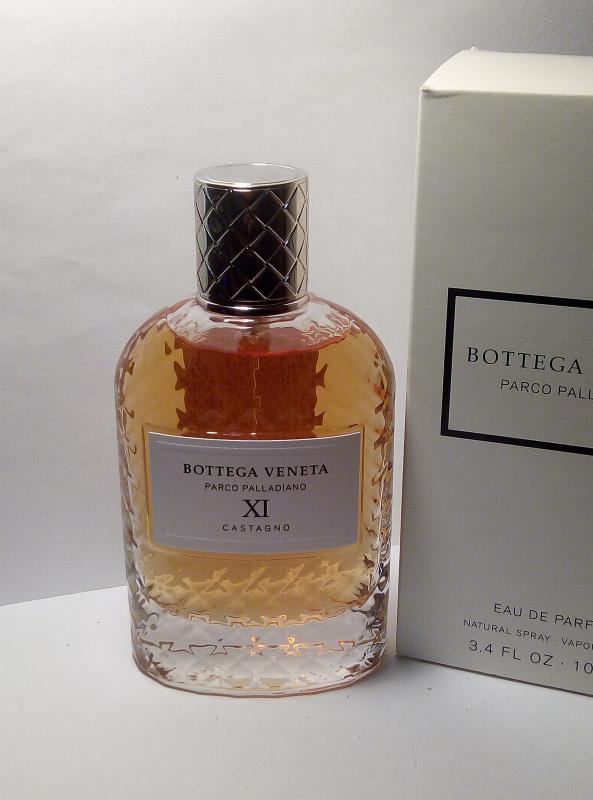 BOTTEGA VENETA
PARCO PALLADIANO
XI
CASTAGNO
BOTTEGA
PARCO PALL
EAU DE PARF
NATURAL SPRAY · VAPO
3.4 FL OZ · 10